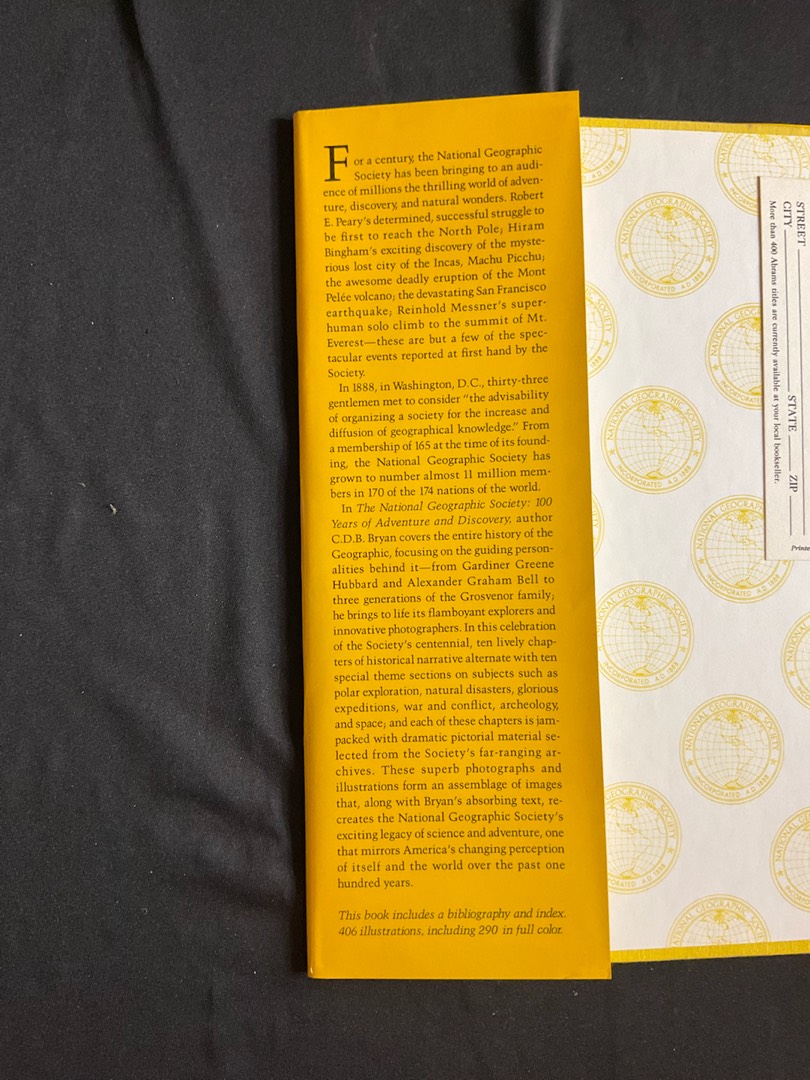 For a century, the National Geographic
Society has been bringing to an audi-
ence of millions the thrilling world of adven-
ture, discovery, and natural wonders. Robert
E. Peary's determined, successful struggle to
be first to reach the North Pole; Hiram
Bingham's exciting discovery of the myste-
rious lost city of the Incas, Machu Picchu;
the awesome deadly eruption of the Mont
Pelée volcano; the devastating San Francisco
earthquake; Reinhold Messner's super-
human solo climb to the summit of Mt.
Everest—these are but a few of the spec-
tacular events reported at first hand by the
Society.
In 1888, in Washington, D.C., thirty-three
gentlemen met to consider "the advisability
of organizing a society for the increase and
diffusion of geographical knowledge." From
a membership of 165 at the time of its found-
ing, the National Geographic Society has
grown to number almost 11 million mem-
bers in 170 of the 174 nations of the world.
In The National Geographic Society: 100
Years of Adventure and Discovery, author
C.D.B. Bryan covers the entire history of the
Geographic, focusing on the guiding person-
alities behind it—from Gardiner Greene
Hubbard and Alexander Graham Bell to
three generations of the Grosvenor family;
he brings to life its flamboyant explorers and
innovative photographers. In this celebration
of the Society's centennial, ten lively chap-
ters of historical narrative alternate with ten
special theme sections on subjects such as
polar exploration, natural disasters, glorious
expeditions, war and conflict, archeology,
and space; and each of these chapters is jam-
packed with dramatic pictorial material se-
lected from the Society's far-ranging ar-
chives. These superb photographs and
illustrations form an assemblage of images
that, along with Bryan's absorbing text, re-
creates the National Geographic Society's
exciting legacy of science and adventure, one
that mirrors America's changing perception
of itself and the world over the past one
hundred years.
This book includes a bibliography and index.
406 illustrations, including 290 in full color.
STREET
CITY STATE ZIP
More than 400 Abrams titles are currently available at your local bookseller.
NATIONAL GEOGRAPHIC SOCIETY
INCORPORATED A.D. 1888